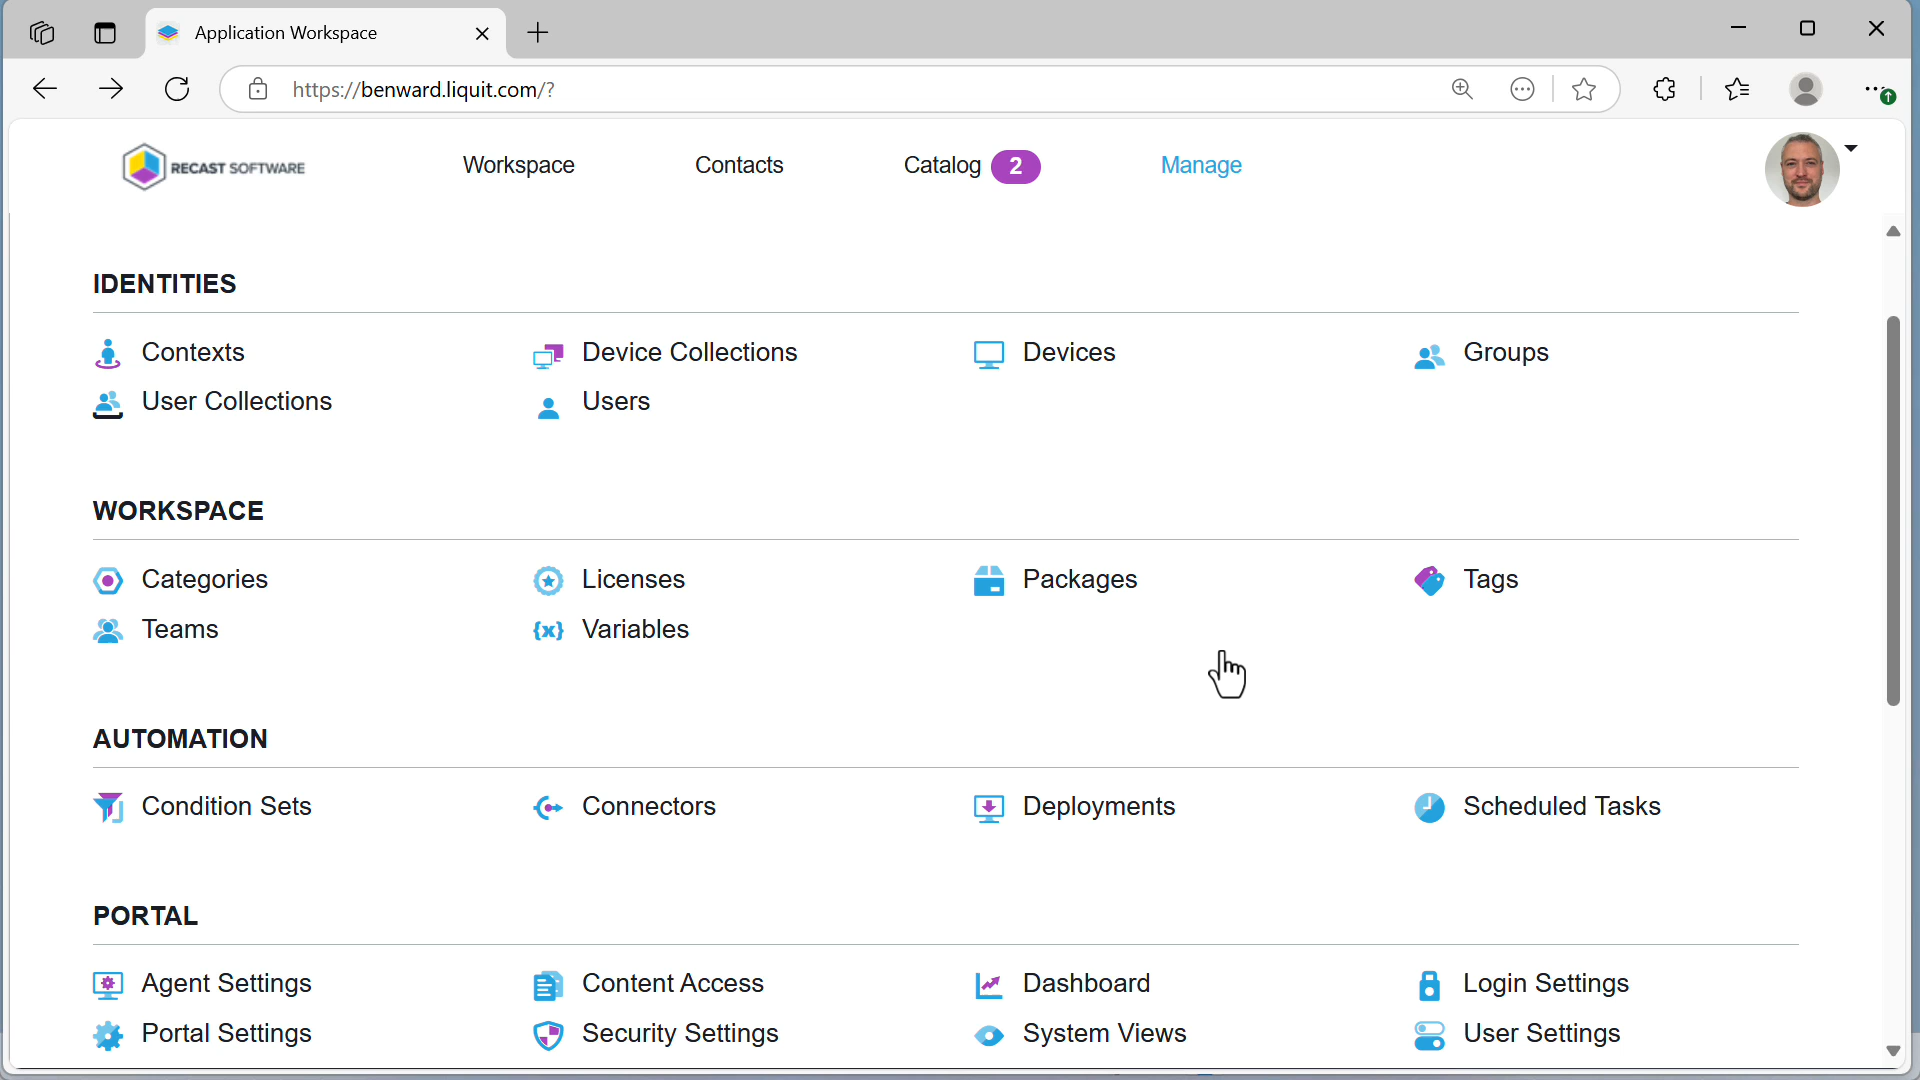 Application Workspace
https://benward.liquit.com/?
RECAST SOFTWARE
Workspace
Contacts
Catalog 2
Manage
IDENTITIES
Contexts
Device Collections
Devices
Groups
User Collections
Users
WORKSPACE
Categories
Licenses
Packages
Tags
Teams
{x} Variables
AUTOMATION
Condition Sets
Connectors
Deployments
Scheduled Tasks
PORTAL
Agent Settings
Content Access
Dashboard
Login Settings
Portal Settings
Security Settings
System Views
User Settings